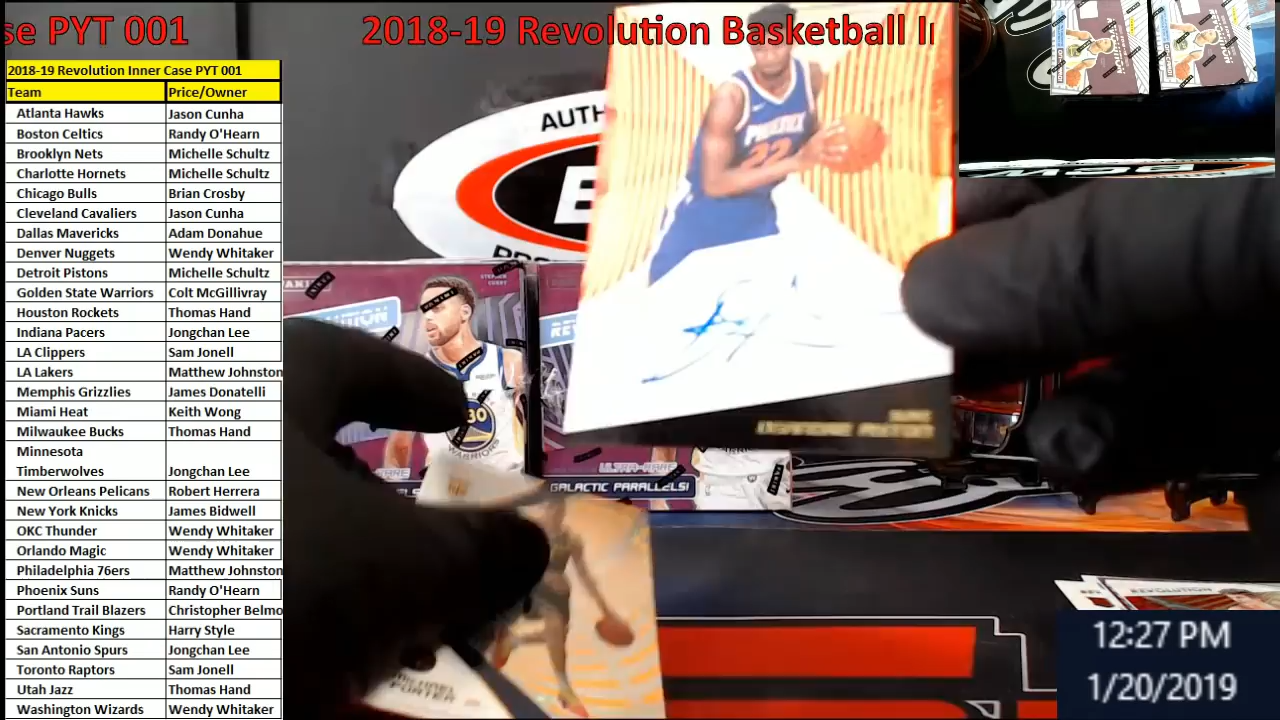 se PYT 001 2018-19 Revolution Basketball I
2018-19 Revolution Inner Case PYT 001
Team Price/Owner
Atlanta Hawks Jason Cunha
Boston Celtics Randy O'Hearn
Brooklyn Nets Michelle Schultz
Charlotte Hornets Michelle Schultz
Chicago Bulls Brian Crosby
Cleveland Cavaliers Jason Cunha
Dallas Mavericks Adam Donahue
Denver Nuggets Wendy Whitaker
Detroit Pistons Michelle Schultz
Golden State Warriors Colt McGillivray
Houston Rockets Thomas Hand
Indiana Pacers Jongchan Lee
LA Clippers Sam Jonell
LA Lakers Matthew Johnston
Memphis Grizzlies James Donatelli
Miami Heat Keith Wong
Milwaukee Bucks Thomas Hand
Minnesota
Timberwolves Jongchan Lee
New Orleans Pelicans Robert Herrera
New York Knicks James Bidwell
OKC Thunder Wendy Whitaker
Orlando Magic Wendy Whitaker
Philadelphia 76ers Matthew Johnston
Phoenix Suns Randy O'Hearn
Portland Trail Blazers Christopher Belmo
Sacramento Kings Harry Style
San Antonio Spurs Jongchan Lee
Toronto Raptors Sam Jonell
Utah Jazz Thomas Hand
Washington Wizards Wendy Whitaker
AUTH
PHOENIX
22
STEPHEN
CURRY
PANINI
30
WARRIORS
ULTRA-RARE
GALACTIC PARALLELS!
PORTER
REVOLUTION
12:27 PM
1/20/2019